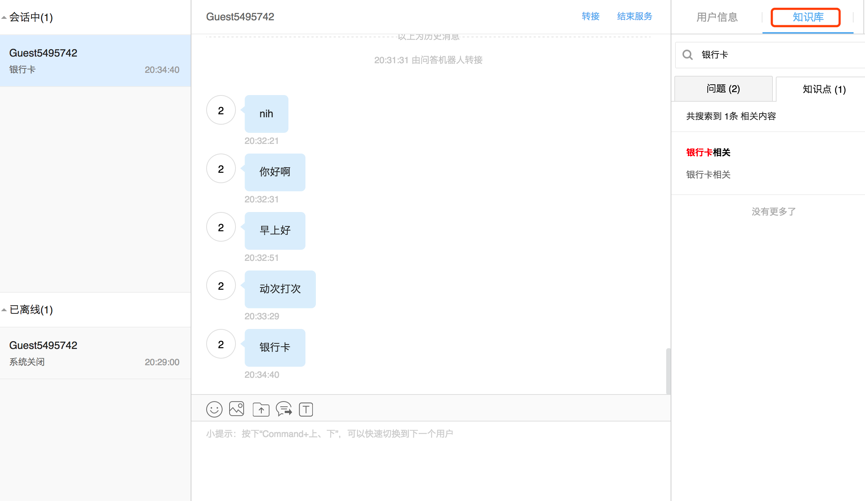 会话中(1)
Guest5495742
银行卡 20:34:40
已离线(1)
Guest5495742
系统关闭 20:29:00
Guest5495742 转接 结束服务
以上为历史消息
20:31:31 由问答机器人转接
2 nih
20:32:21
2 你好啊
20:32:31
2 早上好
20:32:51
2 动次打次
20:33:29
2 银行卡
20:34:40
T
小提示：按下"Command+上、下"，可以快速切换到下一个用户
用户信息 知识库
银行卡
问题 (2) 知识点 (1)
共搜索到 1条 相关内容
银行卡相关
银行卡相关
没有更多了